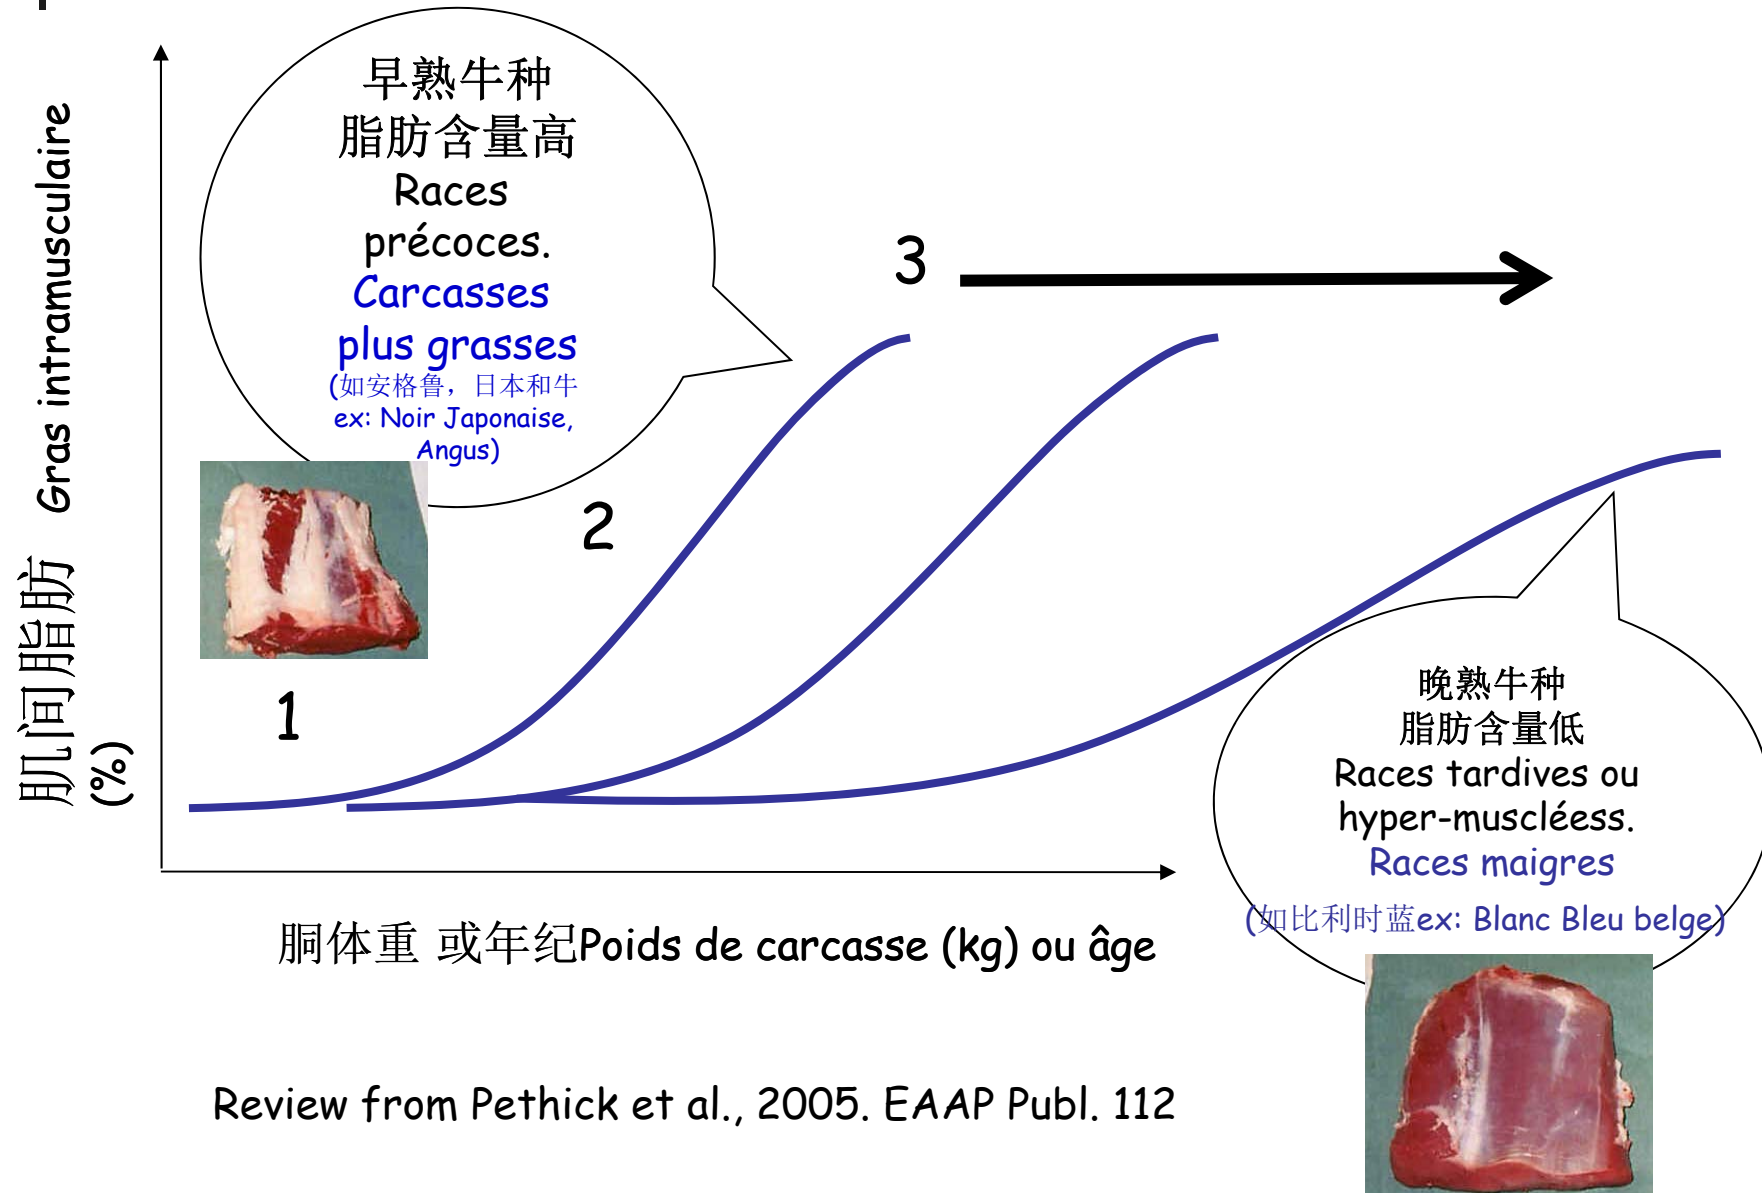 早熟牛种
脂肪含量高
Races
précoces.
Carcasses
plus grasses
(如安格鲁，日本和牛
ex: Noir Japonaise,
Angus)
肌间脂肪 Gras intramusculaire
(%)
1
2
3
晚熟牛种
脂肪含量低
Races tardives ou
hyper-muscléess.
Races maigres
(如比利时蓝ex: Blanc Bleu belge)
胴体重 或年纪Poids de carcasse (kg) ou âge
Review from Pethick et al., 2005. EAAP Publ. 112